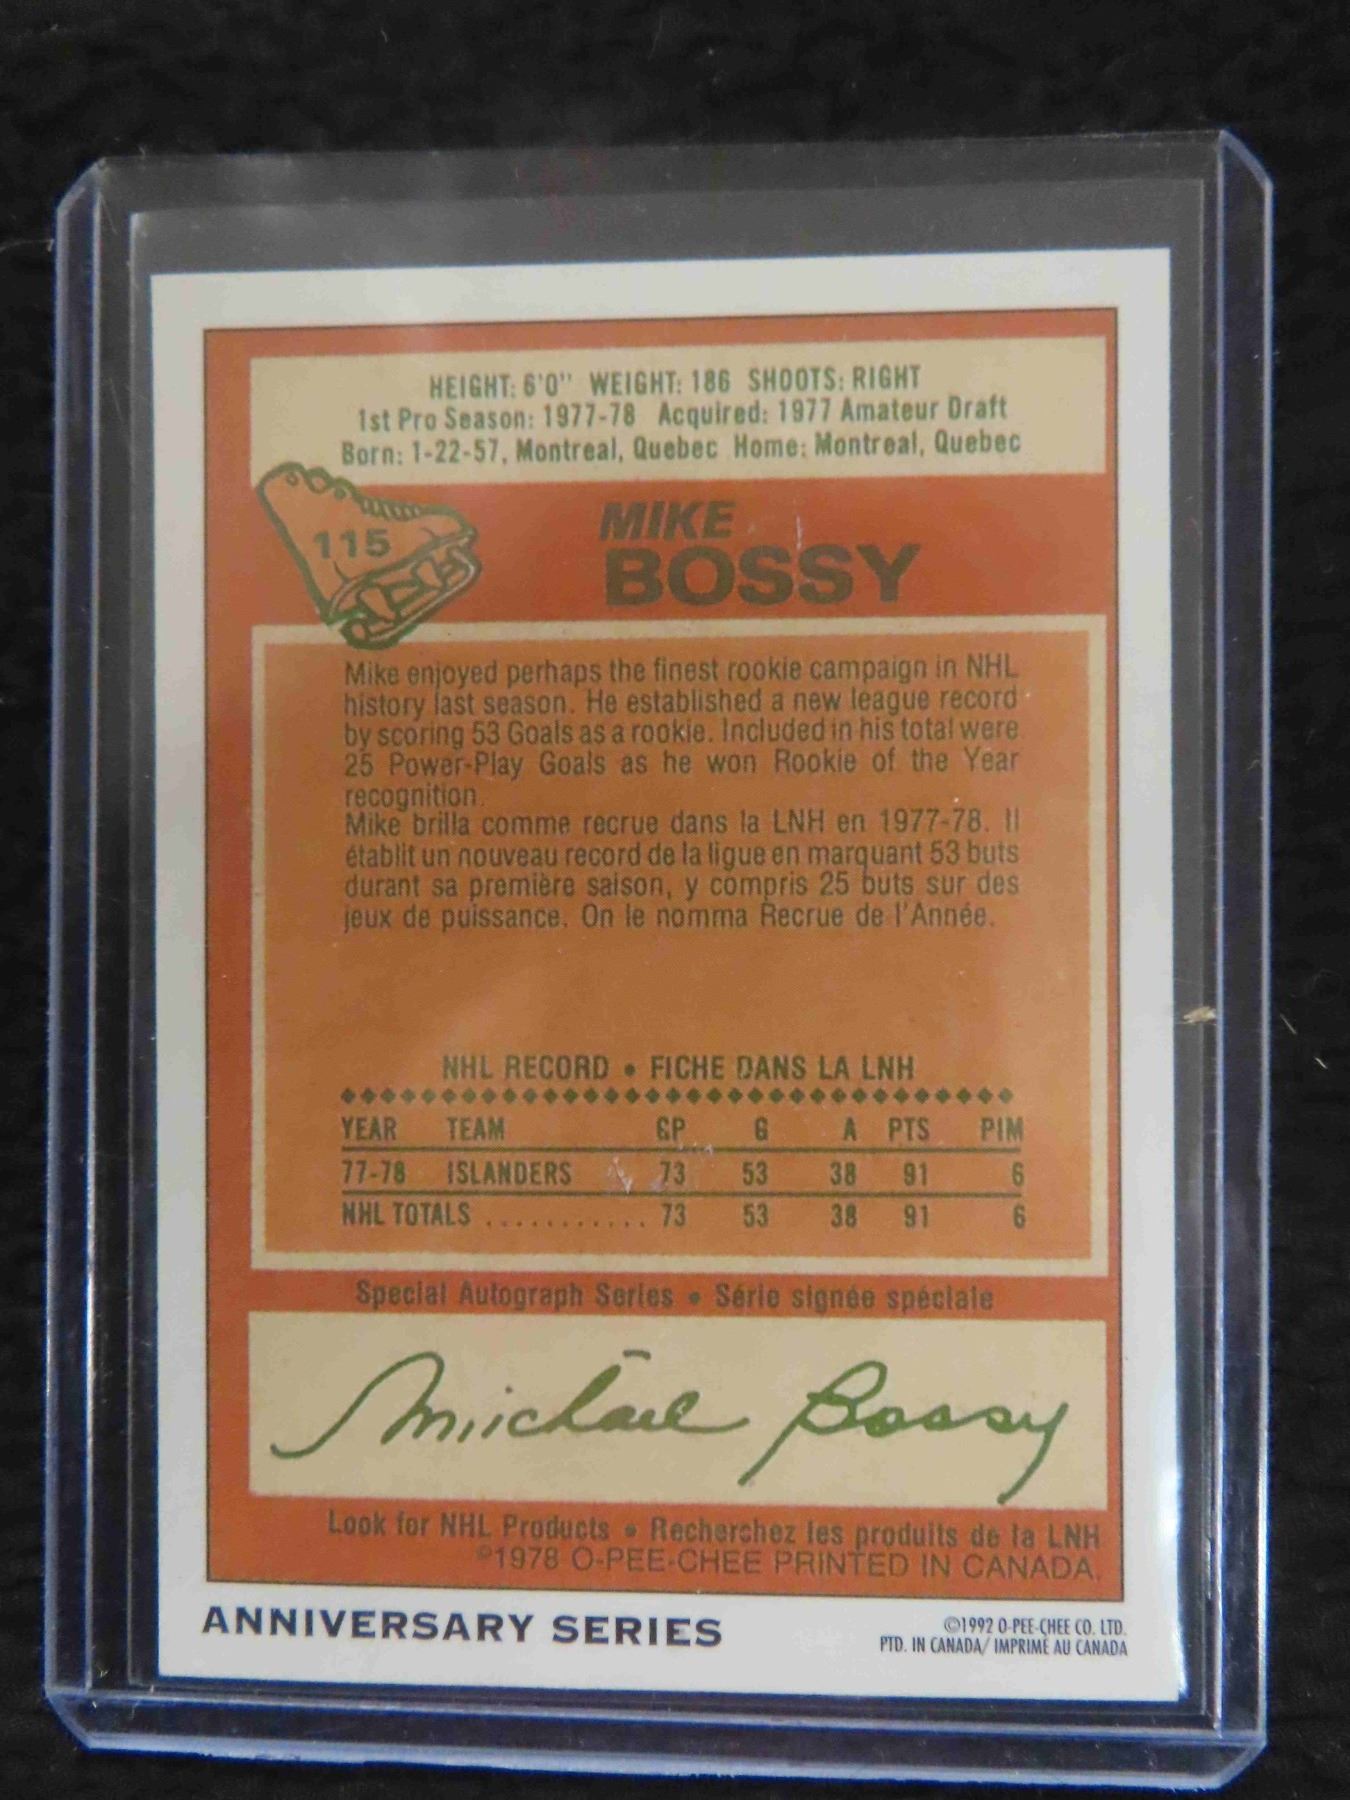 HEIGHT: 6'0" WEIGHT: 186 SHOOTS: RIGHT
1st Pro Season: 1977-78 Acquired: 1977 Amateur Draft
Born: 1-22-57, Montreal, Quebec Home: Montreal, Quebec
115
MIKE
BOSSY
Mike enjoyed perhaps the finest rookie campaign in NHL
history last season. He established a new league record
by scoring 53 Goals as a rookie. Included in his total were
25 Power-Play Goals as he won Rookie of the Year
recognition.
Mike brilla comme recrue dans la LNH en 1977-78. Il
établit un nouveau record de la ligue en marquant 53 buts
durant sa première saison, y compris 25 buts sur des
jeux de puissance. On le nomma Recrue de l'Année.
NHL RECORD • FICHE DANS LA LNH
YEAR TEAM GP G A PTS PIM
77-78 ISLANDERS 73 53 38 91 6
NHL TOTALS ............ 73 53 38 91 6
Special Autograph Series • Série signée spéciale
Michael Bossy
Look for NHL Products • Recherchez les produits de la LNH
©1978 O-PEE-CHEE PRINTED IN CANADA.
ANNIVERSARY SERIES
©1992 O-PEE-CHEE CO. LTD.
PTD. IN CANADA/ IMPRIMÉ AU CANADA